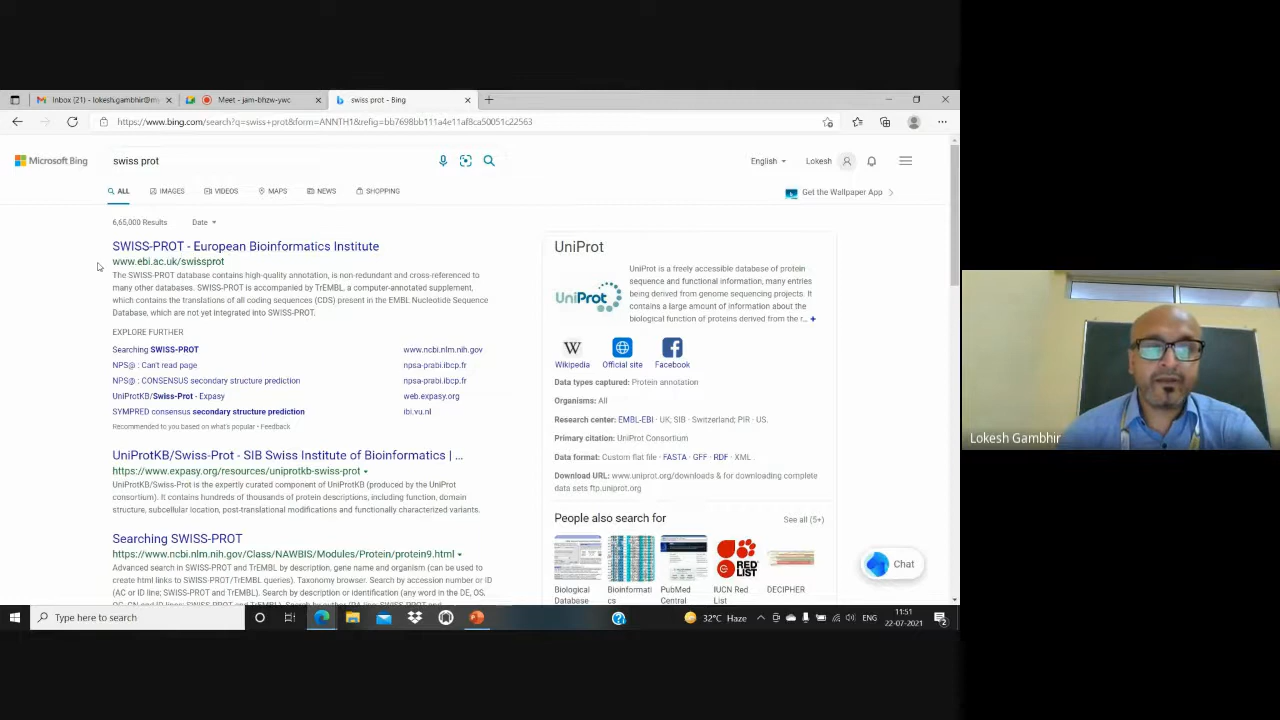 Inbox (21) - lokesh.gambhir@m
Meet - jam-bhzw-ywc
swiss prot - Bing
https://www.bing.com/search?q=swiss+prot&form=ANNTH1&refig=bb7698bb111a4e11af8ca50051c22563
Microsoft Bing
swiss prot
English
Lokesh
ALL
IMAGES
VIDEOS
MAPS
NEWS
SHOPPING
Get the Wallpaper App
6,65,000 Results
Date
SWISS-PROT - European Bioinformatics Institute
www.ebi.ac.uk/swissprot
The SWISS-PROT database contains high-quality annotation, is non-redundant and cross-referenced to
many other databases. SWISS-PROT is accompanied by TrEMBL, a computer-annotated supplement,
which contains the translations of all coding sequences (CDS) present in the EMBL Nucleotide Sequence
Database, which are not yet integrated into SWISS-PROT.
EXPLORE FURTHER
Searching SWISS-PROT www.ncbi.nlm.nih.gov
NPS@ : Can't read page npsa-prabi.ibcp.fr
NPS@ : CONSENSUS secondary structure prediction npsa-prabi.ibcp.fr
UniProtKB/Swiss-Prot - Expasy web.expasy.org
SYMPRED consensus secondary structure prediction ibi.vu.nl
Recommended to you based on what's popular • Feedback
UniProtKB/Swiss-Prot - SIB Swiss Institute of Bioinformatics | ...
https://www.expasy.org/resources/uniprotkb-swiss-prot
UniProtKB/Swiss-Prot is the expertly curated component of UniProtKB (produced by the UniProt
consortium). It contains hundreds of thousands of protein descriptions, including function, domain
structure, subcellular location, post-translational modifications and functionally characterized variants.
Searching SWISS-PROT
https://www.ncbi.nlm.nih.gov/Class/NAWBIS/Modules/Protein/protein9.html
Advanced search in SWISS-PROT and TrEMBL by description, gene name and organism (can be used to
create html links to SWISS-PROT/TrEMBL queries). Taxonomy browser. Search by accession number or ID
(AC or ID line; SWISS-PROT and TrEMBL). Search by description or identification (any word in the DE, OS,
UniProt
UniProt
UniProt is a freely accessible database of protein
sequence and functional information, many entries
being derived from genome sequencing projects. It
contains a large amount of information about the
biological function of proteins derived from the r... +
Wikipedia
Official site
Facebook
Data types captured: Protein annotation
Organisms: All
Research center: EMBL-EBI · UK, SIB · Switzerland; PIR · US.
Primary citation: UniProt Consortium
Data format: Custom flat file · FASTA · GFF · RDF · XML .
Download URL: www.uniprot.org/downloads & for downloading complete
data sets ftp.uniprot.org
People also search for
See all (5+)
RED LIST
Biological Database
Bioinformatics
PubMed Central
IUCN Red List
DECIPHER
Chat
Type here to search
32°C Haze
ENG
11:51
22-07-2021
2
Lokesh Gambhir